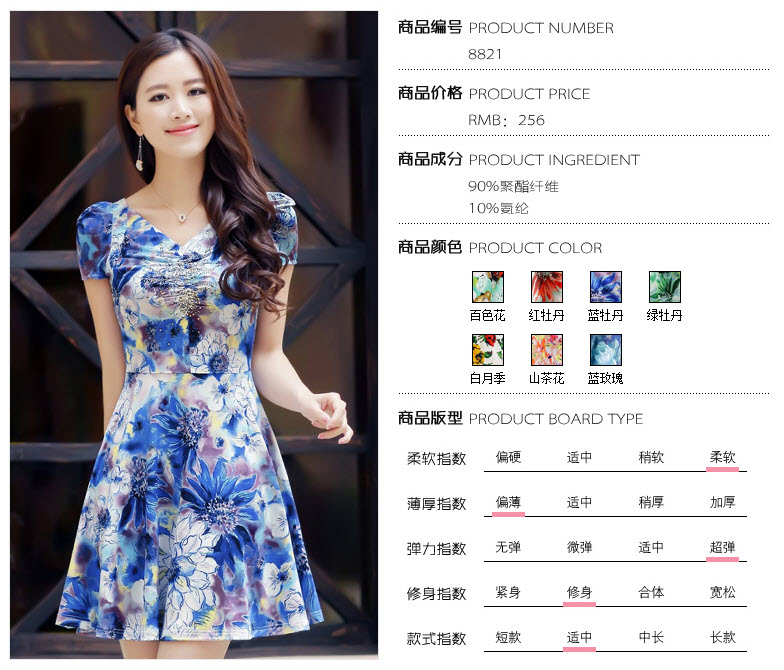 商品编号 PRODUCT NUMBER
8821
商品价格 PRODUCT PRICE
RMB：256
商品成分 PRODUCT INGREDIENT
90%聚酯纤维
10%氨纶
商品颜色 PRODUCT COLOR
百色花 红牡丹 蓝牡丹 绿牡丹
白月季 山茶花 蓝玫瑰
商品版型 PRODUCT BOARD TYPE
柔软指数 偏硬 适中 稍软 柔软
薄厚指数 偏薄 适中 稍厚 加厚
弹力指数 无弹 微弹 适中 超弹
修身指数 紧身 修身 合体 宽松
款式指数 短款 适中 中长 长款